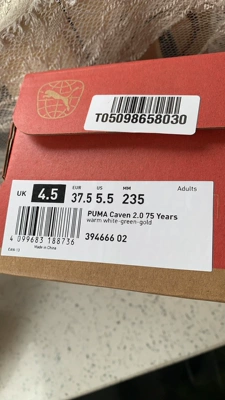 T05098658030
UK 4.5 EUR 37.5 US 5.5 MM 235 Adults
PUMA Caven 2.0 75 Years
warm white-green-gold
4 099683 188736
394666 02
Made in China